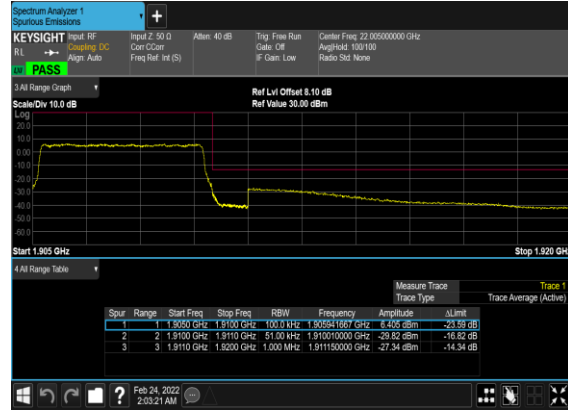 Spectrum Analyzer 1
Spurious Emissions
KEYSIGHT Input: RF Input Z: 50 Ω Atten: 40 dB Trig: Free Run Center Freq: 22.005000000 GHz
RL Coupling: DC Corr CCorr Gate: Off Avg|Hold: 100/100
Align: Auto Freq Ref: Int (S) IF Gain: Low Radio Std: None
PASS
3 All Range Graph
Ref Lvl Offset 8.10 dB
Scale/Div 10.0 dB Ref Value 30.00 dBm
Log
20.0
10.0
0.00
-10.0
-20.0
-30.0
-40.0
-50.0
-60.0
Start 1.905 GHz Stop 1.920 GHz
4 All Range Table
Measure Trace Trace 1
Trace Type Trace Average (Active)
Spur Range Start Freq Stop Freq RBW Frequency Amplitude ΔLimit
1 1 1.9050 GHz 1.9100 GHz 100.0 kHz 1.905941667 GHz 6.405 dBm -23.59 dB
2 2 1.9100 GHz 1.9110 GHz 51.00 kHz 1.910010000 GHz -29.82 dBm -16.82 dB
3 3 1.9110 GHz 1.9200 GHz 1.000 MHz 1.911150000 GHz -27.34 dBm -14.34 dB
? Feb 24, 2022
2:03:21 AM